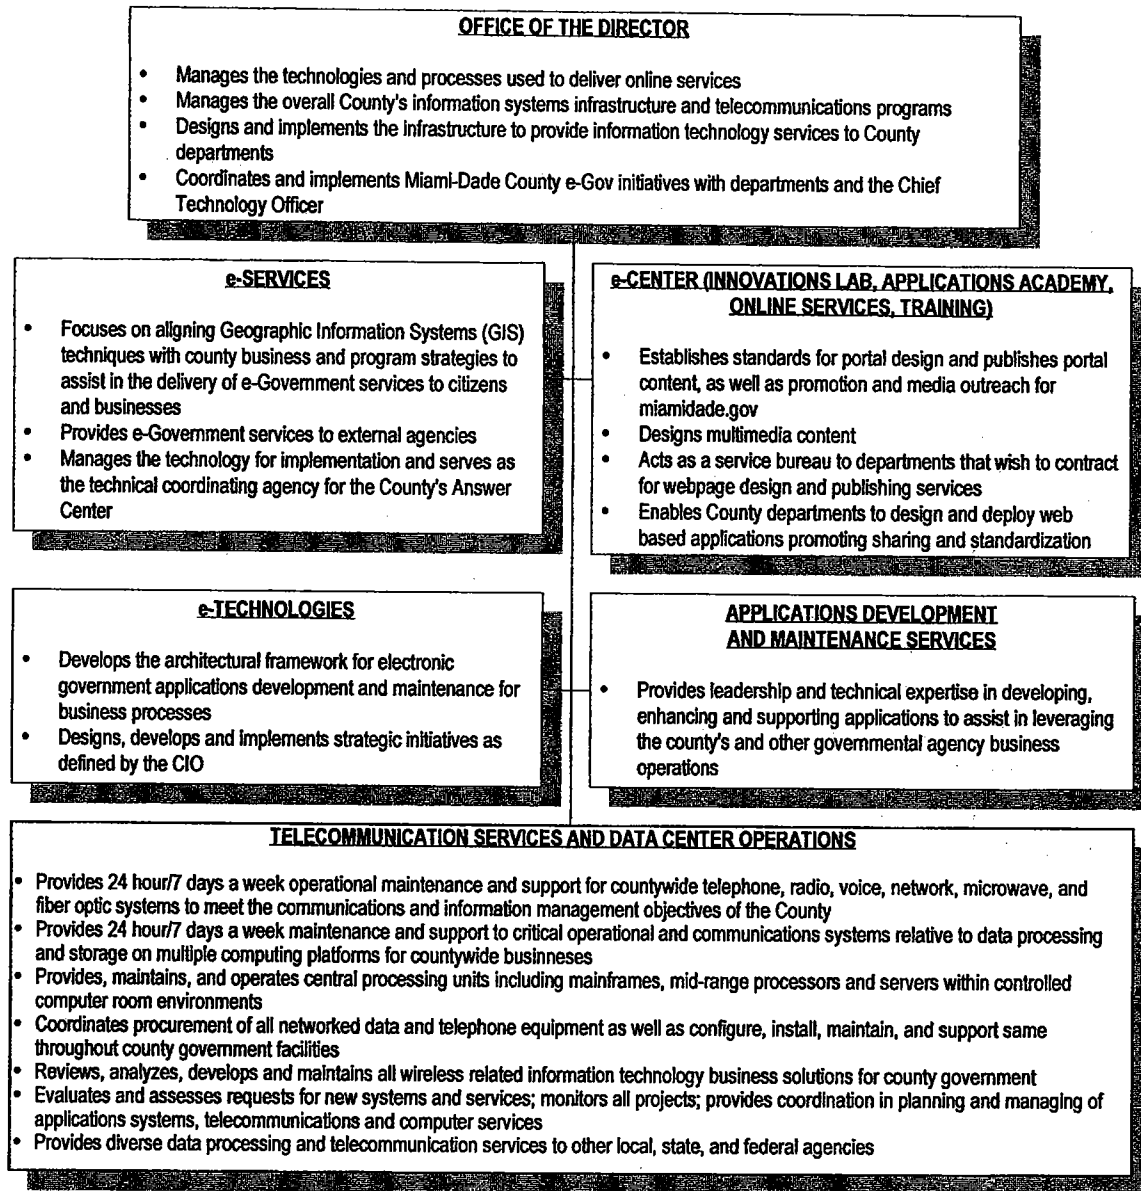 OFFICE OF THE DIRECTOR
• Manages the technologies and processes used to deliver online services
• Manages the overall County's information systems infrastructure and telecommunications programs
• Designs and implements the infrastructure to provide information technology services to County
departments
• Coordinates and implements Miami-Dade County e-Gov initiatives with departments and the Chief
Technology Officer
e-SERVICES
• Focuses on aligning Geographic Information Systems (GIS)
techniques with county business and program strategies to
assist in the delivery of e-Government services to citizens
and businesses
• Provides e-Government services to external agencies
• Manages the technology for implementation and serves as
the technical coordinating agency for the County's Answer
Center
e-CENTER (INNOVATIONS LAB, APPLICATIONS ACADEMY,
ONLINE SERVICES, TRAINING)
• Establishes standards for portal design and publishes portal
content, as well as promotion and media outreach for
miamidade.gov
• Designs multimedia content
• Acts as a service bureau to departments that wish to contract
for webpage design and publishing services
• Enables County departments to design and deploy web
based applications promoting sharing and standardization
e-TECHNOLOGIES
• Develops the architectural framework for electronic
government applications development and maintenance for
business processes
• Designs, develops and implements strategic initiatives as
defined by the CIO
APPLICATIONS DEVELOPMENT
AND MAINTENANCE SERVICES
• Provides leadership and technical expertise in developing,
enhancing and supporting applications to assist in leveraging
the county's and other governmental agency business
operations
TELECOMMUNICATION SERVICES AND DATA CENTER OPERATIONS
• Provides 24 hour/7 days a week operational maintenance and support for countywide telephone, radio, voice, network, microwave, and
fiber optic systems to meet the communications and information management objectives of the County
• Provides 24 hour/7 days a week maintenance and support to critical operational and communications systems relative to data processing
and storage on multiple computing platforms for countywide businneses
• Provides, maintains, and operates central processing units including mainframes, mid-range processors and servers within controlled
computer room environments
• Coordinates procurement of all networked data and telephone equipment as well as configure, install, maintain, and support same
throughout county government facilities
• Reviews, analyzes, develops and maintains all wireless related information technology business solutions for county government
• Evaluates and assesses requests for new systems and services; monitors all projects; provides coordination in planning and managing of
applications systems, telecommunications and computer services
• Provides diverse data processing and telecommunication services to other local, state, and federal agencies